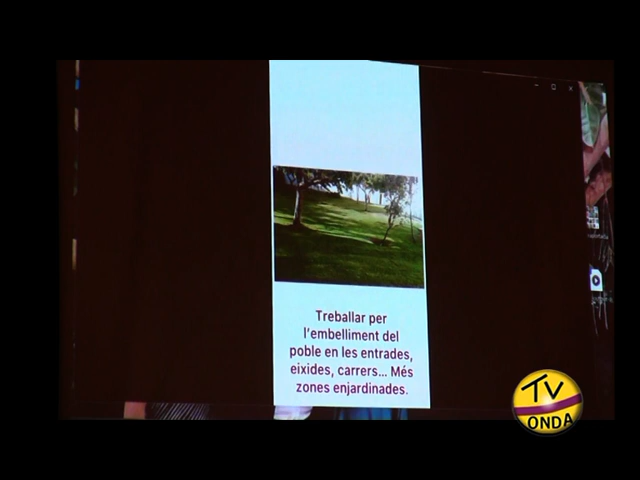 Treballar per
l'embelliment del
poble en les entrades,
eixides, carrers... Més
zones enjardinades.
TV
ONDA